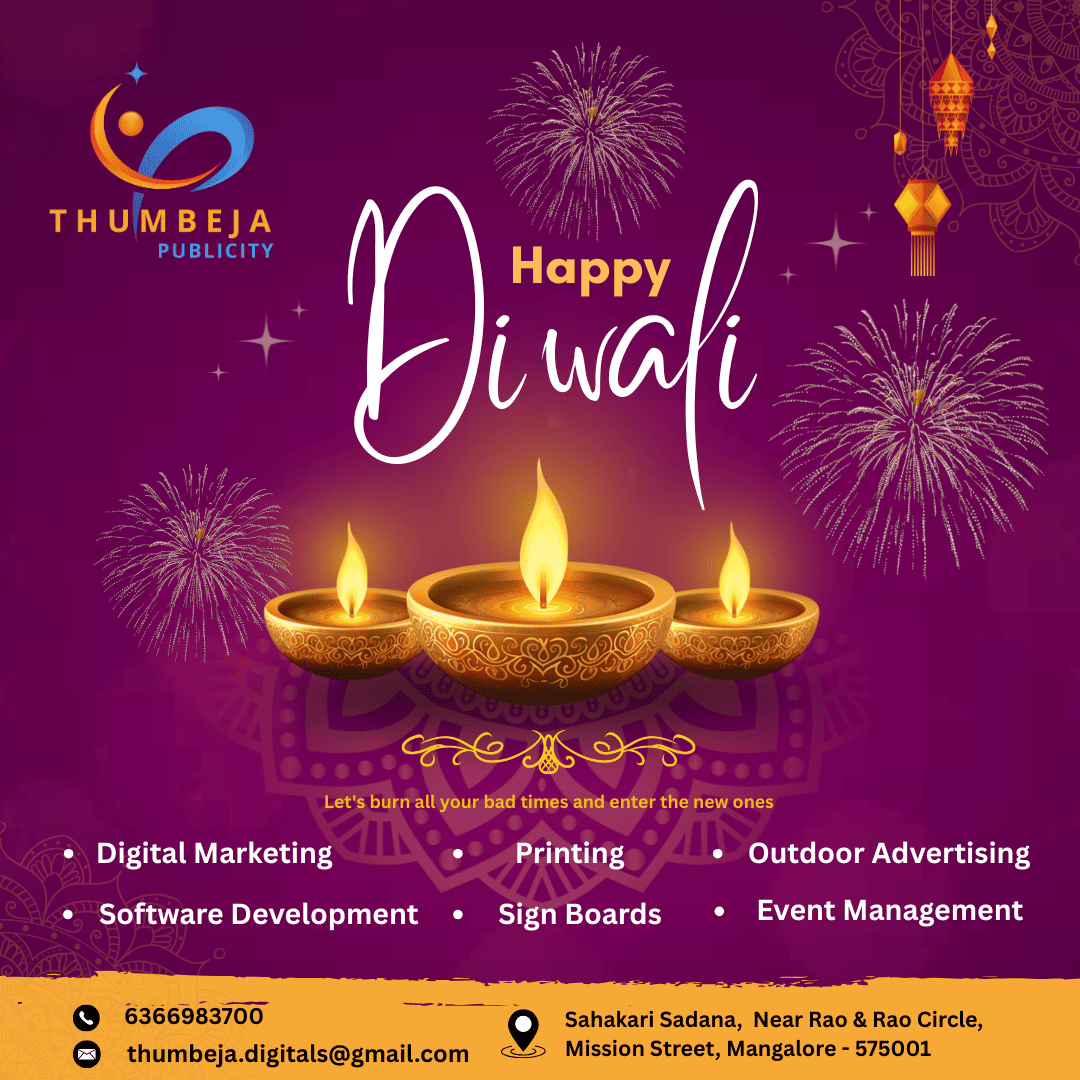 THUMBEJA
PUBLICITY
Happy
Diwali
Let's burn all your bad times and enter the new ones
• Digital Marketing • Printing • Outdoor Advertising
• Software Development • Sign Boards • Event Management
6366983700
thumbeja.digitals@gmail.com
Sahakari Sadana, Near Rao & Rao Circle,
Mission Street, Mangalore - 575001